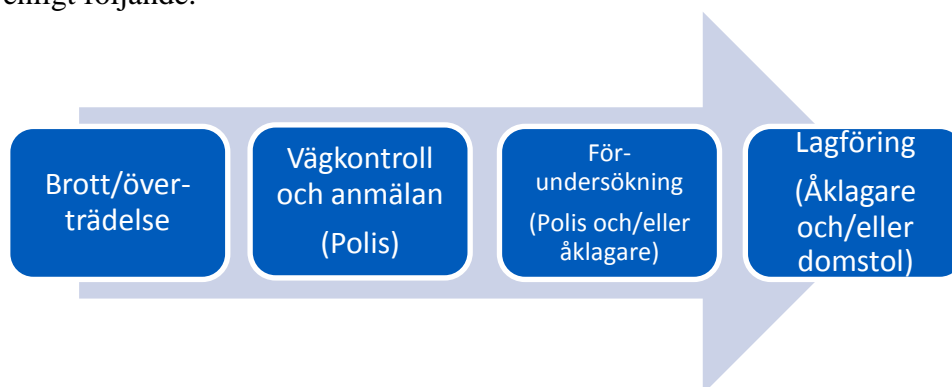 enligt följande:
Brott/över-
trädelse
Vägkontroll
och anmälan
(Polis)
För-
undersökning
(Polis och/eller
åklagare)
Lagföring
(Åklagare
och/eller
domstol)